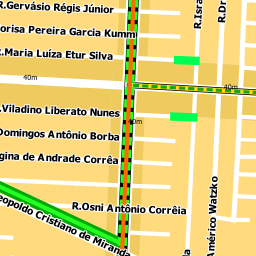 R.Gervásio Régis Júnior
orisa Pereira Garcia Kumm
.Maria Luíza Etur Silva
40m
40m
.Viladino Liberato Nunes
40m
Domingos Antônio Borba
gina de Andrade Corrêa
R.Osni Antônio Corrêia
eopoldo Cristiano de Miranda
R.Isra
R.Dr
Américo Watzko